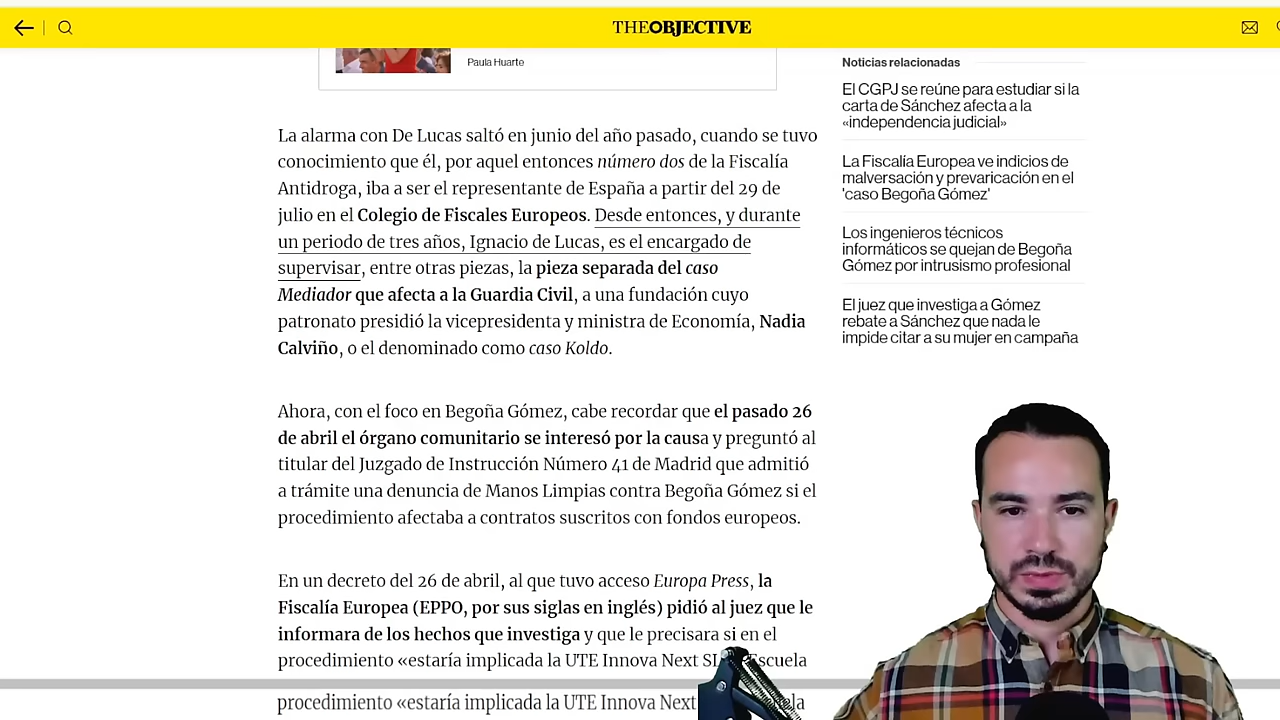 THE OBJECTIVE
Paula Huarte
La alarma con De Lucas saltó en junio del año pasado, cuando se tuvo
conocimiento que él, por aquel entonces número dos de la Fiscalía
Antidroga, iba a ser el representante de España a partir del 29 de
julio en el Colegio de Fiscales Europeos. Desde entonces, y durante
un periodo de tres años, Ignacio de Lucas, es el encargado de
supervisar, entre otras piezas, la pieza separada del caso
Mediador que afecta a la Guardia Civil, a una fundación cuyo
patronato presidió la vicepresidenta y ministra de Economía, Nadia
Calviño, o el denominado como caso Koldo.
Ahora, con el foco en Begoña Gómez, cabe recordar que el pasado 26
de abril el órgano comunitario se interesó por la causa y preguntó al
titular del Juzgado de Instrucción Número 41 de Madrid que admitió
a trámite una denuncia de Manos Limpias contra Begoña Gómez si el
procedimiento afectaba a contratos suscritos con fondos europeos.
En un decreto del 26 de abril, al que tuvo acceso Europa Press, la
Fiscalía Europea (EPPO, por sus siglas en inglés) pidió al juez que le
informara de los hechos que investiga y que le precisara si en el
procedimiento «estaría implicada la UTE Innova Next Escuela
procedimiento «estaría implicada la UTE Innova Next
Noticias relacionadas
El CGPJ se reúne para estudiar si la
carta de Sánchez afecta a la
«independencia judicial»
La Fiscalía Europea ve indicios de
malversación y prevaricación en el
'caso Begoña Gómez'
Los ingenieros técnicos
informáticos se quejan de Begoña
Gómez por intrusismo profesional
El juez que investiga a Gómez
rebate a Sánchez que nada le
impide citar a su mujer en campaña